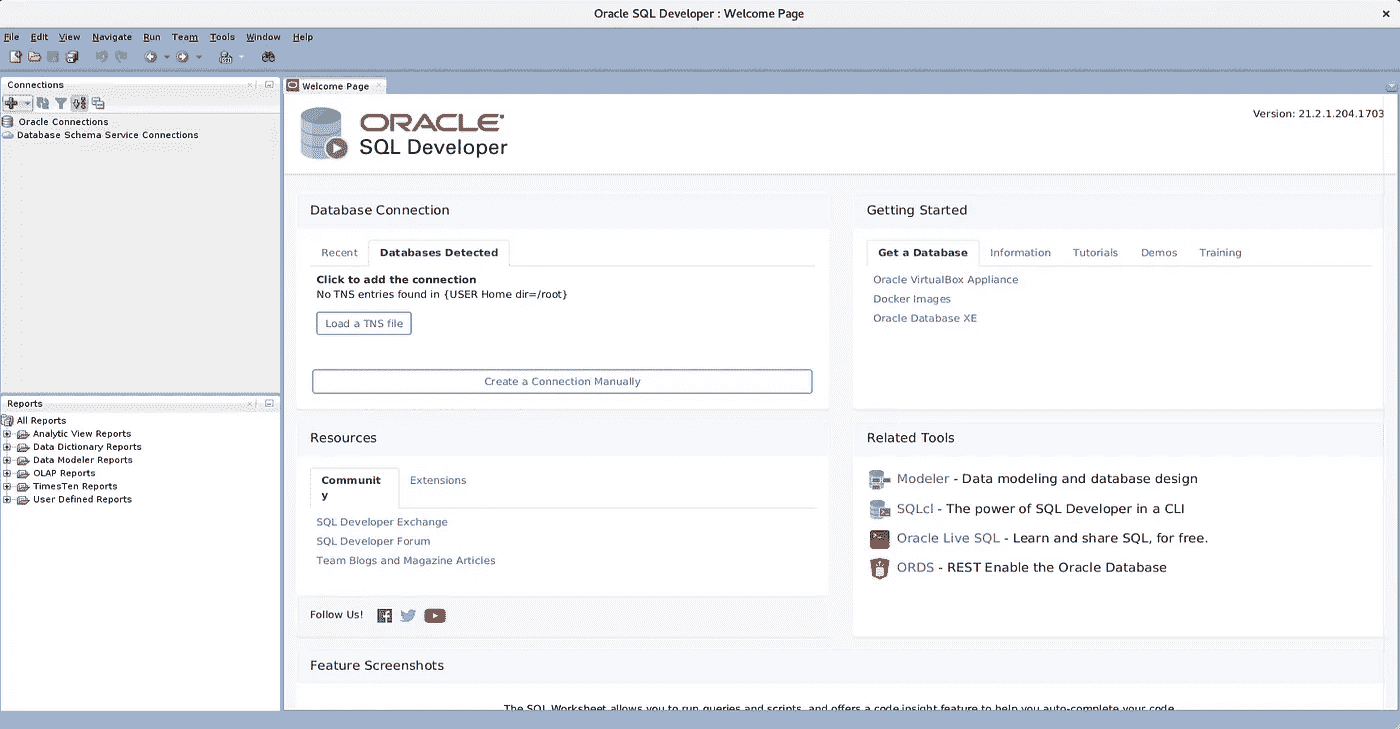 Oracle SQL Developer : Welcome Page
File Edit View Navigate Run Team Tools Window Help
Connections
Oracle Connections
Database Schema Service Connections
Reports
All Reports
Analytic View Reports
Data Dictionary Reports
Data Modeler Reports
OLAP Reports
TimesTen Reports
User Defined Reports
Welcome Page
ORACLE
SQL Developer
Version: 21.2.1.204.1703
Database Connection
Recent Databases Detected
Click to add the connection
No TNS entries found in {USER Home dir=/root}
Load a TNS file
Create a Connection Manually
Getting Started
Get a Database Information Tutorials Demos Training
Oracle VirtualBox Appliance
Docker Images
Oracle Database XE
Resources
Communit
y
Extensions
SQL Developer Exchange
SQL Developer Forum
Team Blogs and Magazine Articles
Follow Us!
Related Tools
Modeler - Data modeling and database design
SQLcl - The power of SQL Developer in a CLI
Oracle Live SQL - Learn and share SQL, for free.
ORDS - REST Enable the Oracle Database
Feature Screenshots
The SQL Worksheet allows you to run queries and scripts, and offers a code insight feature to help you auto-complete your code.